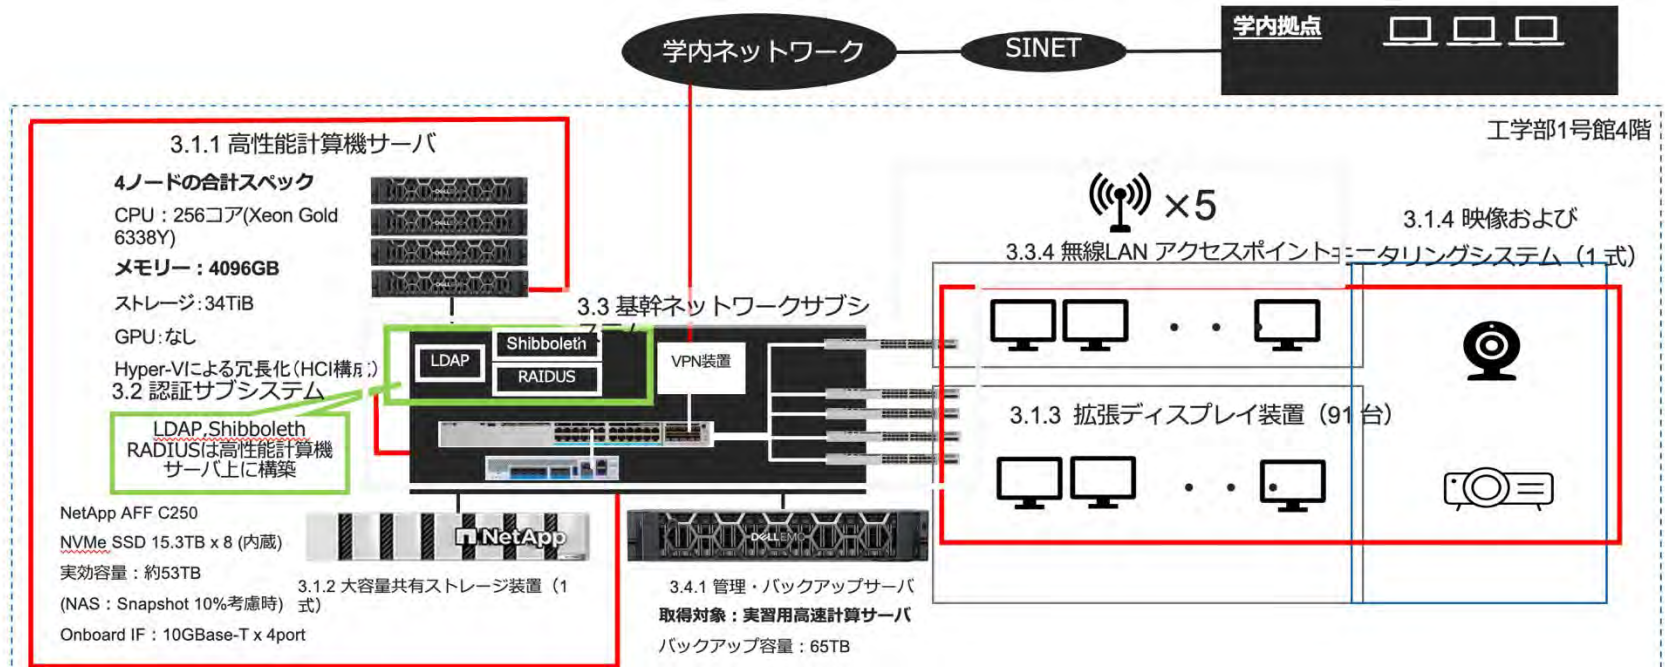 学内ネットワーク
SINET
学内拠点
工学部1号館4階
3.1.1 高性能計算機サーバ
4ノードの合計スペック
CPU：256コア(Xeon Gold
6338Y)
メモリー：4096GB
ストレージ：34TiB
GPU：なし
Hyper-VIによる冗長化（HCI構成）
3.2 認証サブシステム
LDAP,Shibboleth
RADIUSは高性能計算機
サーバ上に構築
3.3 基幹ネットワークサブシ
ステム
LDAP
Shibboleth
RAIDUS
VPN装置
×5
3.3.4 無線LAN アクセスポイント
3.1.4 映像および
モニタリングシステム（1 式）
3.1.3 拡張ディスプレイ装置（91 台）
NetApp AFF C250
NVMe SSD 15.3TB x 8 (内蔵)
実効容量：約53TB
(NAS：Snapshot 10%考慮時)
Onboard IF：10GBase-T x 4port
NetApp
3.1.2 大容量共有ストレージ装置（1
式）
DELLEMC
3.4.1 管理・バックアップサーバ
取得対象：実習用高速計算サーバ
バックアップ容量：65TB